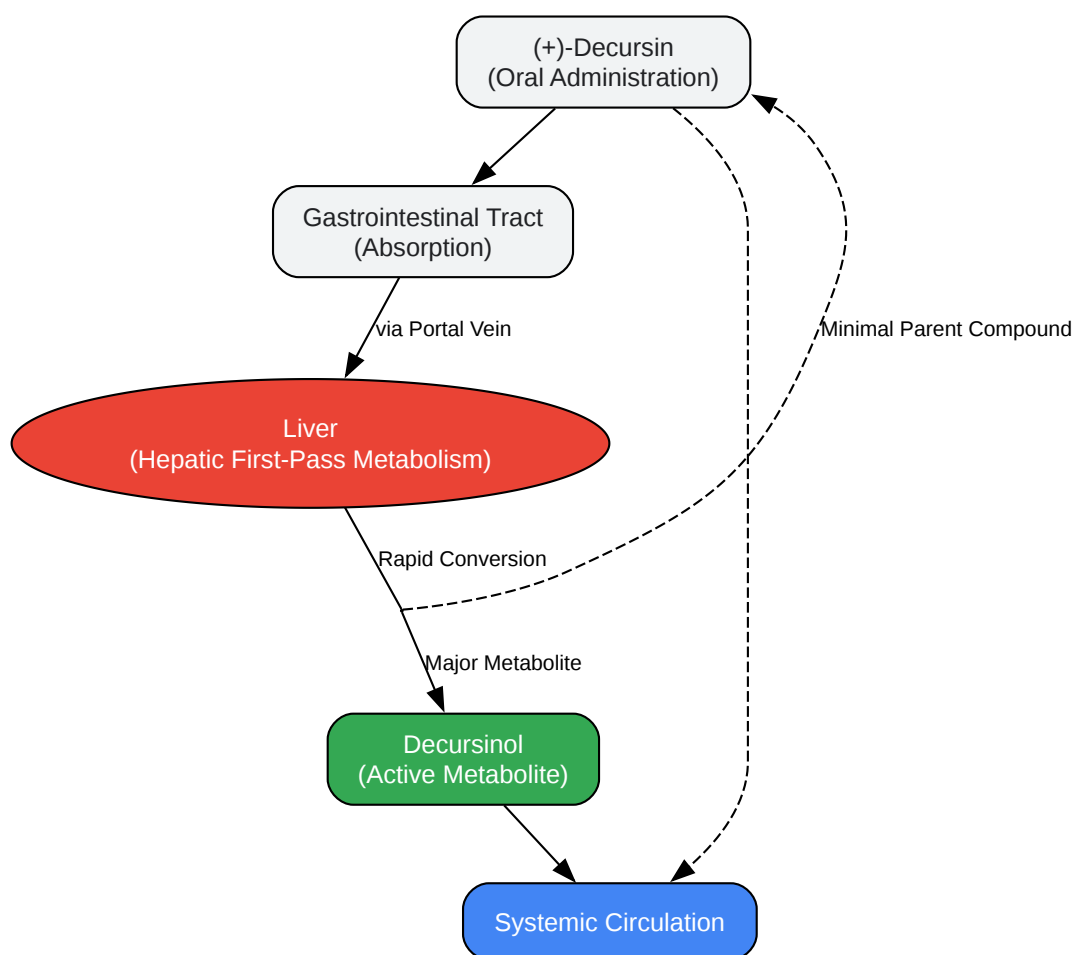 (+)-Decursin
(Oral Administration)
Gastrointestinal Tract
(Absorption)
via Portal Vein
Minimal Parent Compound
Liver
(Hepatic First-Pass Metabolism)
Rapid Conversion
Major Metabolite
Decursinol
(Active Metabolite)
Systemic Circulation